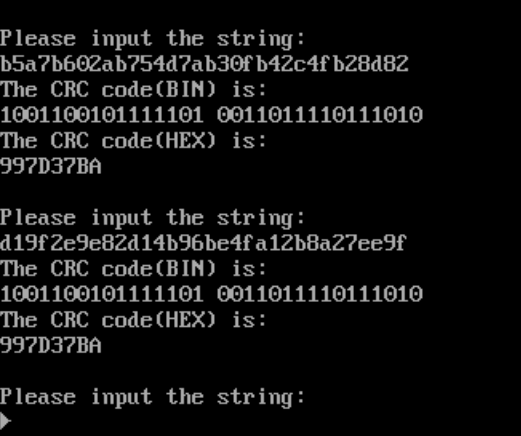 Please input the string:
b5a7b602ab754d7ab30fb42c4fb28d82
The CRC code(BIN) is:
1001100101111101 0011011110111010
The CRC code(HEX) is:
997D37BA
Please input the string:
d19f2e9e82d14b96be4fa12b8a27ee9f
The CRC code(BIN) is:
1001100101111101 0011011110111010
The CRC code(HEX) is:
997D37BA
Please input the string: